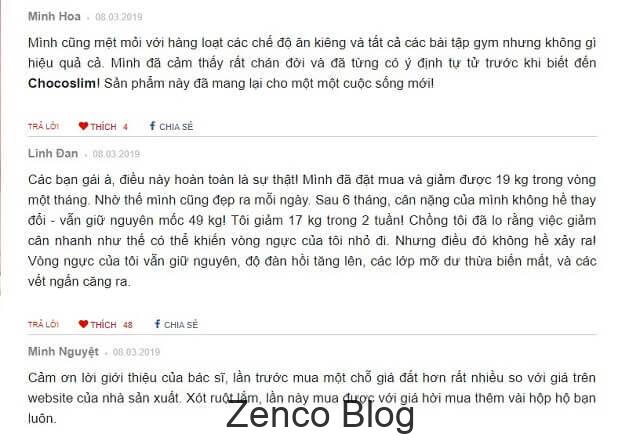 Minh Hoa • 08.03.2019
Mình cũng mệt mỏi với hàng loạt các chế độ ăn kiêng và tất cả các bài tập gym nhưng không gì
hiệu quả cả. Mình đã cảm thấy rất chán đời và đã từng có ý định tự tử trước khi biết đến
Chocoslim! Sản phẩm này đã mang lại cho một một cuộc sống mới!
TRẢ LỜI THÍCH 4 CHIA SẺ
Linh Đan • 08.03.2019
Các bạn gái à, điều này hoàn toàn là sự thật! Mình đã đặt mua và giảm được 19 kg trong vòng
một tháng. Nhờ thế mình cũng đẹp ra mỗi ngày. Sau 6 tháng, cân nặng của mình không hề thay
đổi - vẫn giữ nguyên mốc 49 kg! Tôi giảm 17 kg trong 2 tuần! Chồng tôi đã lo rằng việc giảm
cân nhanh như thế có thể khiến vòng ngực của tôi nhỏ đi. Nhưng điều đó không hề xảy ra!
Vòng ngực của tôi vẫn giữ nguyên, độ đàn hồi tăng lên, các lớp mỡ dư thừa biến mất, và các
vết ngấn căng ra.
TRẢ LỜI THÍCH 48 CHIA SẺ
Minh Nguyệt • 08.03.2019
Cảm ơn lời giới thiệu của bác sĩ, lần trước mua một chỗ giá đắt hơn rất nhiều so với giá trên
website của nhà sản xuất. Xót ruột lắm, lần này mua được với giá hời mua thêm vài hộp hộ bạn
luôn.
Zenco Blog